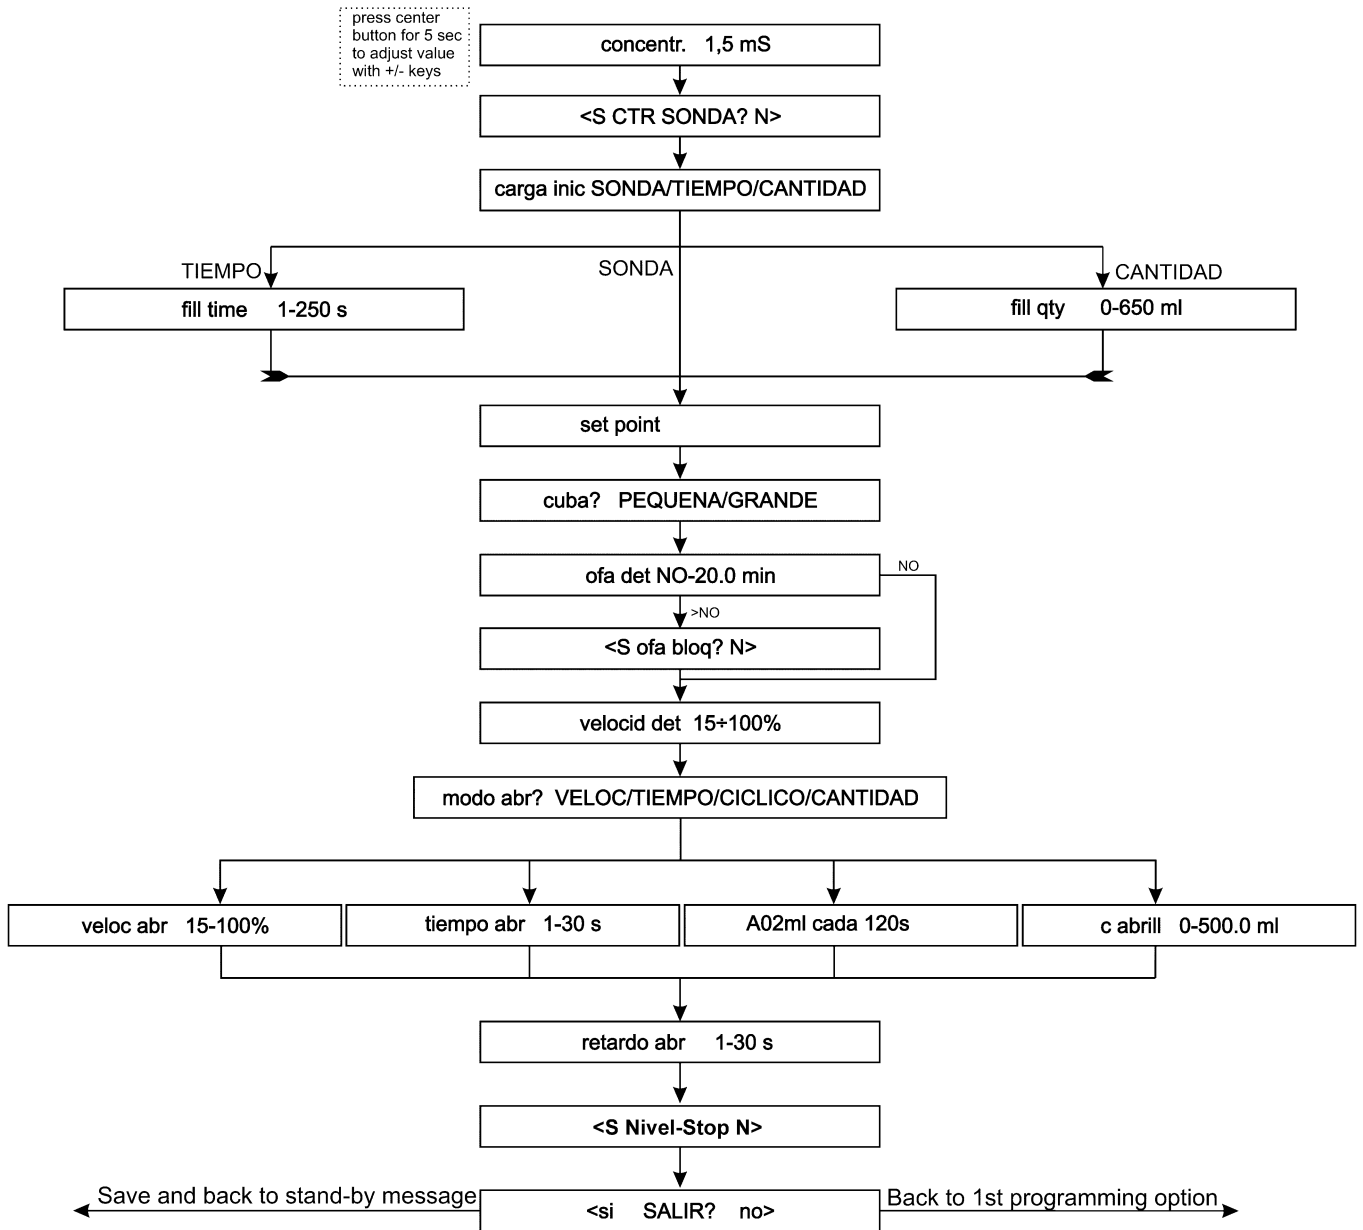 press center
button for 5 sec
to adjust value
with +/- keys
concentr. 1,5 mS
<S CTR SONDA? N>
carga inic SONDA/TIEMPO/CANTIDAD
TIEMPO
SONDA
CANTIDAD
fill time 1-250 s
fill qty 0-650 ml
set point
cuba? PEQUENA/GRANDE
ofa det NO-20.0 min
NO
>NO
<S ofa bloq? N>
velocid det 15÷100%
modo abr? VELOC/TIEMPO/CICLICO/CANTIDAD
veloc abr 15-100%
tiempo abr 1-30 s
A02ml cada 120s
c abrill 0-500.0 ml
retardo abr 1-30 s
<S Nivel-Stop N>
Save and back to stand-by message
<si SALIR? no>
Back to 1st programming option